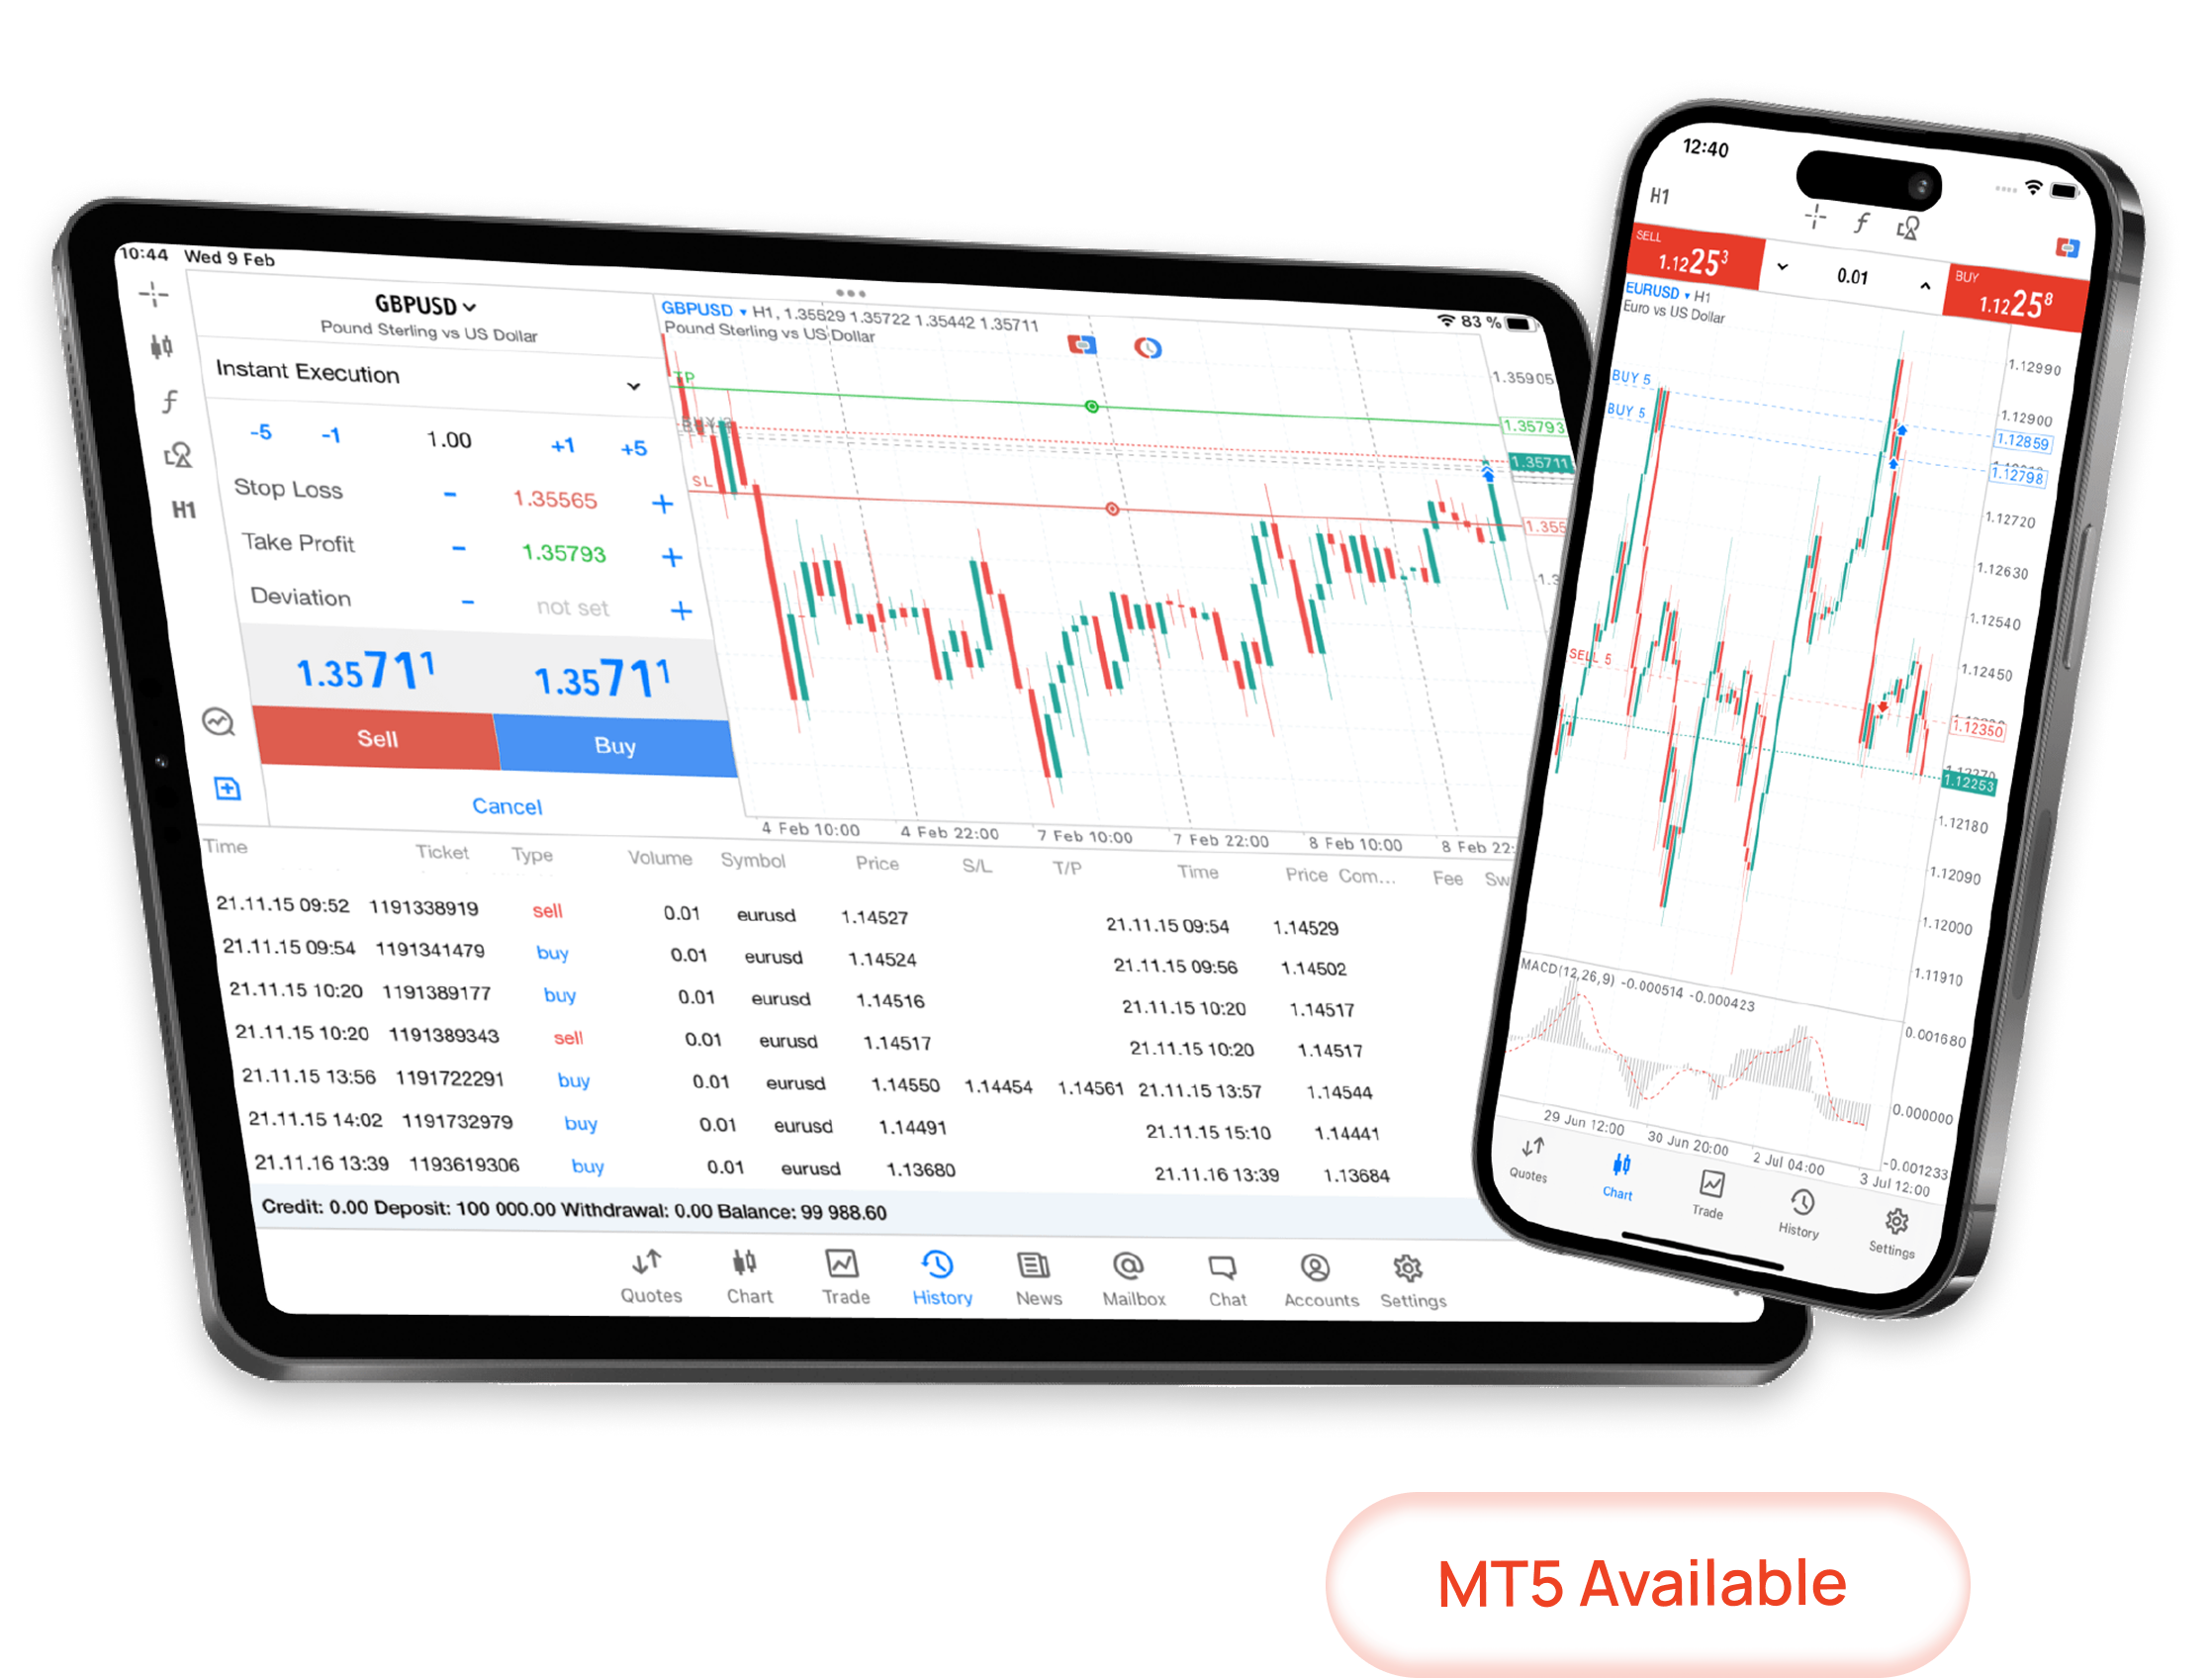 10:44 Wed 9 Feb
83 %
GBPUSD
Pound Sterling vs US Dollar
Instant Execution
-5 -1 1.00 +1 +5
Stop Loss - 1.35565 +
Take Profit - 1.35793 +
Deviation - not set +
H1
1.35711 1.35711
Sell Buy
Cancel
GBPUSD H1, 1.35529 1.35722 1.35442 1.35711
Pound Sterling vs US Dollar
TP
SL
1.35905
1.35793
1.35711
1.355
1.3
4 Feb 10:00 4 Feb 22:00 7 Feb 10:00 7 Feb 22:00 8 Feb 10:00 8 Feb 22:
Time Ticket Type Volume Symbol Price S/L T/P Time Price Com... Fee Sw
21.11.15 09:52 1191338919 sell 0.01 eurusd 1.14527 21.11.15 09:54 1.14529
21.11.15 09:54 1191341479 buy 0.01 eurusd 1.14524 21.11.15 09:56 1.14502
21.11.15 10:20 1191389177 buy 0.01 eurusd 1.14516 21.11.15 10:20 1.14517
21.11.15 10:20 1191389343 sell 0.01 eurusd 1.14517 21.11.15 10:20 1.14517
21.11.15 13:56 1191722291 buy 0.01 eurusd 1.14550 1.14454 1.14561 21.11.15 13:57 1.14544
21.11.15 14:02 1191732979 buy 0.01 eurusd 1.14491 21.11.15 15:10 1.14441
21.11.16 13:39 1193619306 buy 0.01 eurusd 1.13680 21.11.16 13:39 1.13684
Credit: 0.00 Deposit: 100 000.00 Withdrawal: 0.00 Balance: 99 988.60
Quotes Chart Trade History News Mailbox Chat Accounts Settings
12:40
H1
SELL 1.12253 0.01 BUY 1.12258
EURUSD H1
Euro vs US Dollar
BUY 5
BUY 5
SELL 5
1.12990
1.12900
1.12859
1.12798
1.12720
1.12630
1.12540
1.12450
1.12350
1.12270
1.12253
1.12180
1.12090
1.12000
1.11910
MACD(12,26,9) -0.000514 -0.000423
0.001680
0.000000
-0.001233
29 Jun 12:00 30 Jun 20:00 2 Jul 04:00 3 Jul 12:00
Quotes Chart Trade History Settings
MT5 Available